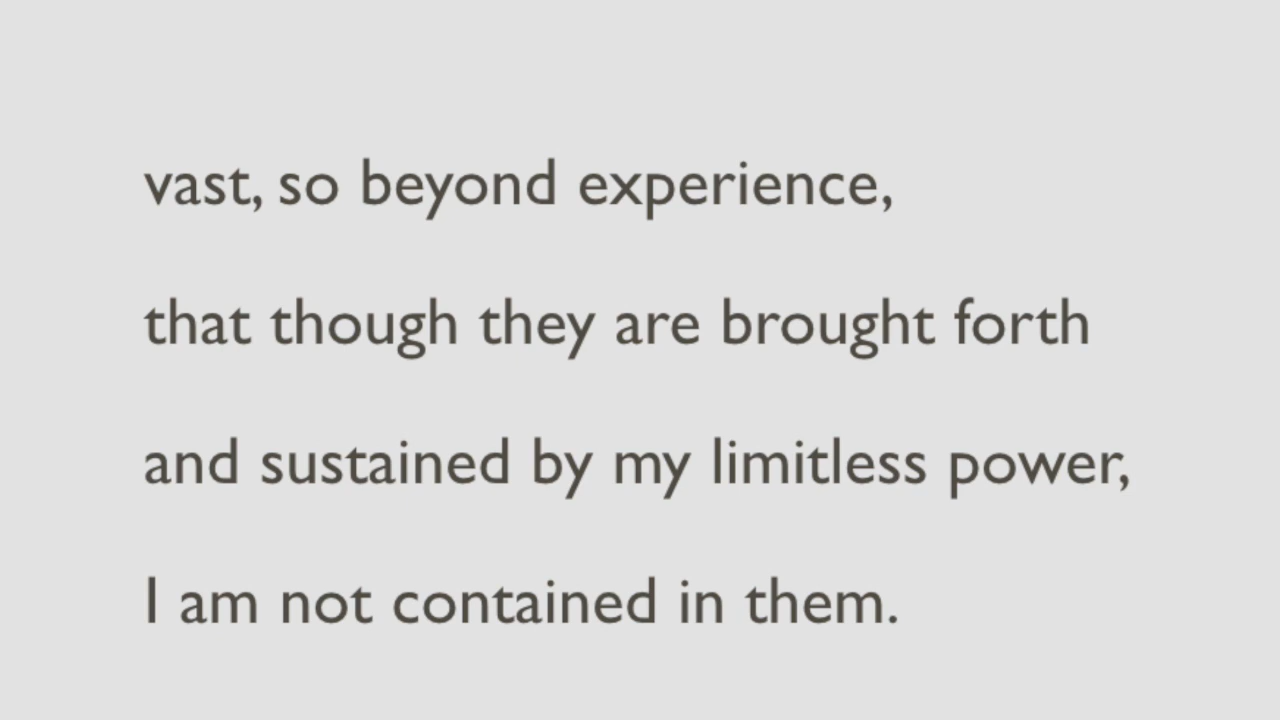 vast, so beyond experience,
that though they are brought forth
and sustained by my limitless power,
I am not contained in them.